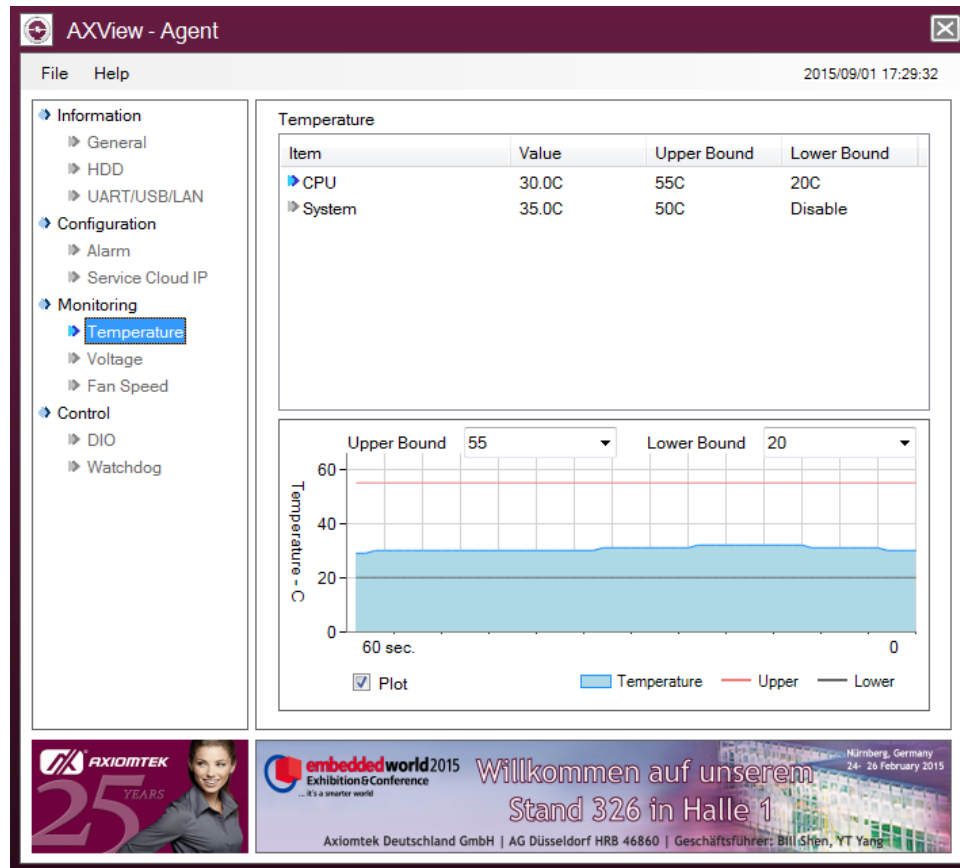 AXView - Agent
File Help 2015/09/01 17:29:32
Information
General
HDD
UART/USB/LAN
Configuration
Alarm
Service Cloud IP
Monitoring
Temperature
Voltage
Fan Speed
Control
DIO
Watchdog
Temperature
Item Value Upper Bound Lower Bound
CPU 30.0C 55C 20C
System 35.0C 50C Disable
Upper Bound 55 Lower Bound 20
Temperature - C
60
40
20
0
60 sec. 0
Plot
Temperature Upper Lower
AXIOMTEK
25 YEARS
embeddedworld2015
Exhibition&Conference
... it's a smarter world
Willkommen auf unserem
Stand 326 in Halle 1
Nürnberg, Germany
24- 26 February 2015
Axiomtek Deutschland GmbH | AG Düsseldorf HRB 46860 | Geschäftsführer: Bill Shen, YT Yang